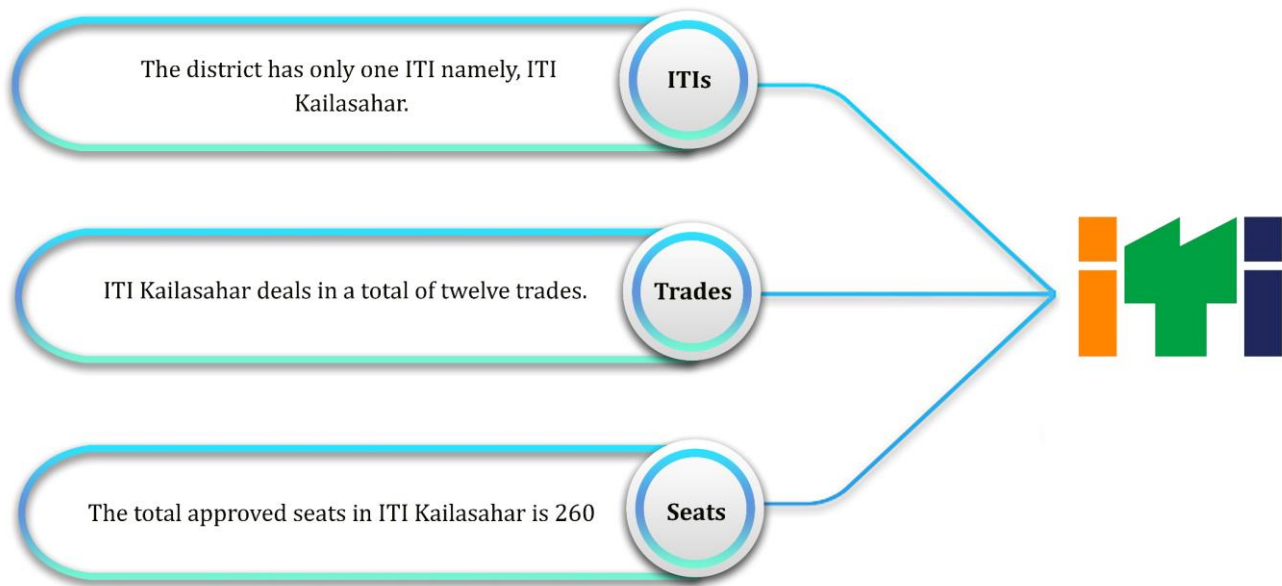 The district has only one ITI namely, ITI
Kailasahar.
ITIs
ITI Kailasahar deals in a total of twelve trades.
Trades
iTi
The total approved seats in ITI Kailasahar is 260
Seats